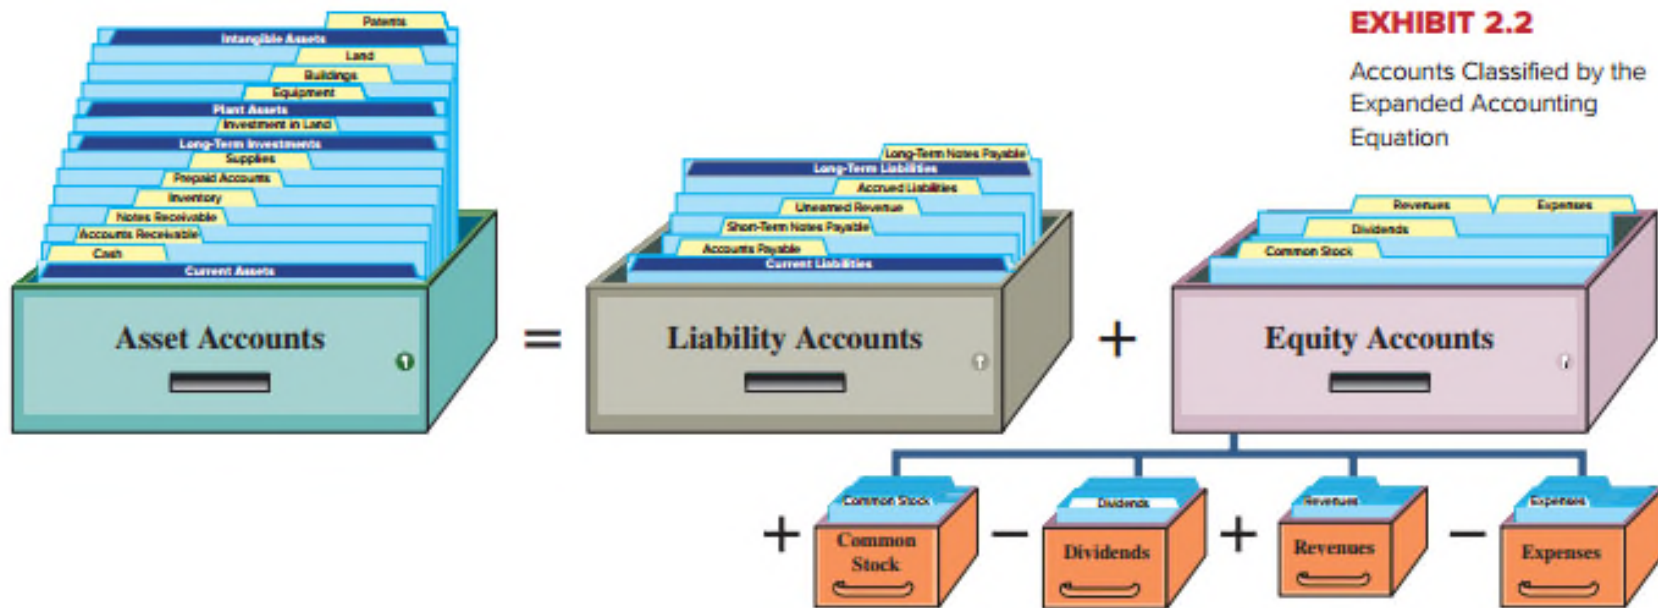 EXHIBIT 2.2
Accounts Classified by the
Expanded Accounting
Equation
Patents
Intangible Assets
Land
Buildings
Equipment
Plant Assets
Investment in Land
Long-Term Investments
Supplies
Prepaid Accounts
Inventory
Notes Receivable
Accounts Receivable
Cash
Current Assets
Asset Accounts
=
Long-Term Notes Payable
Long-Term Liabilities
Accrued Liabilities
Unearned Revenue
Short-Term Notes Payable
Accounts Payable
Current Liabilities
Liability Accounts
+
Revenues Expenses
Dividends
Common Stock
Equity Accounts
+
Common Stock
Common
Stock
−
Dividends
Dividends
+
Revenues
Revenues
−
Expenses
Expenses